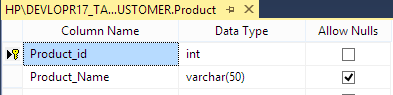 HP\DEVLOPR17_TA...USTOMER.Product
Column Name Data Type Allow Nulls
Product_id int
Product_Name varchar(50)